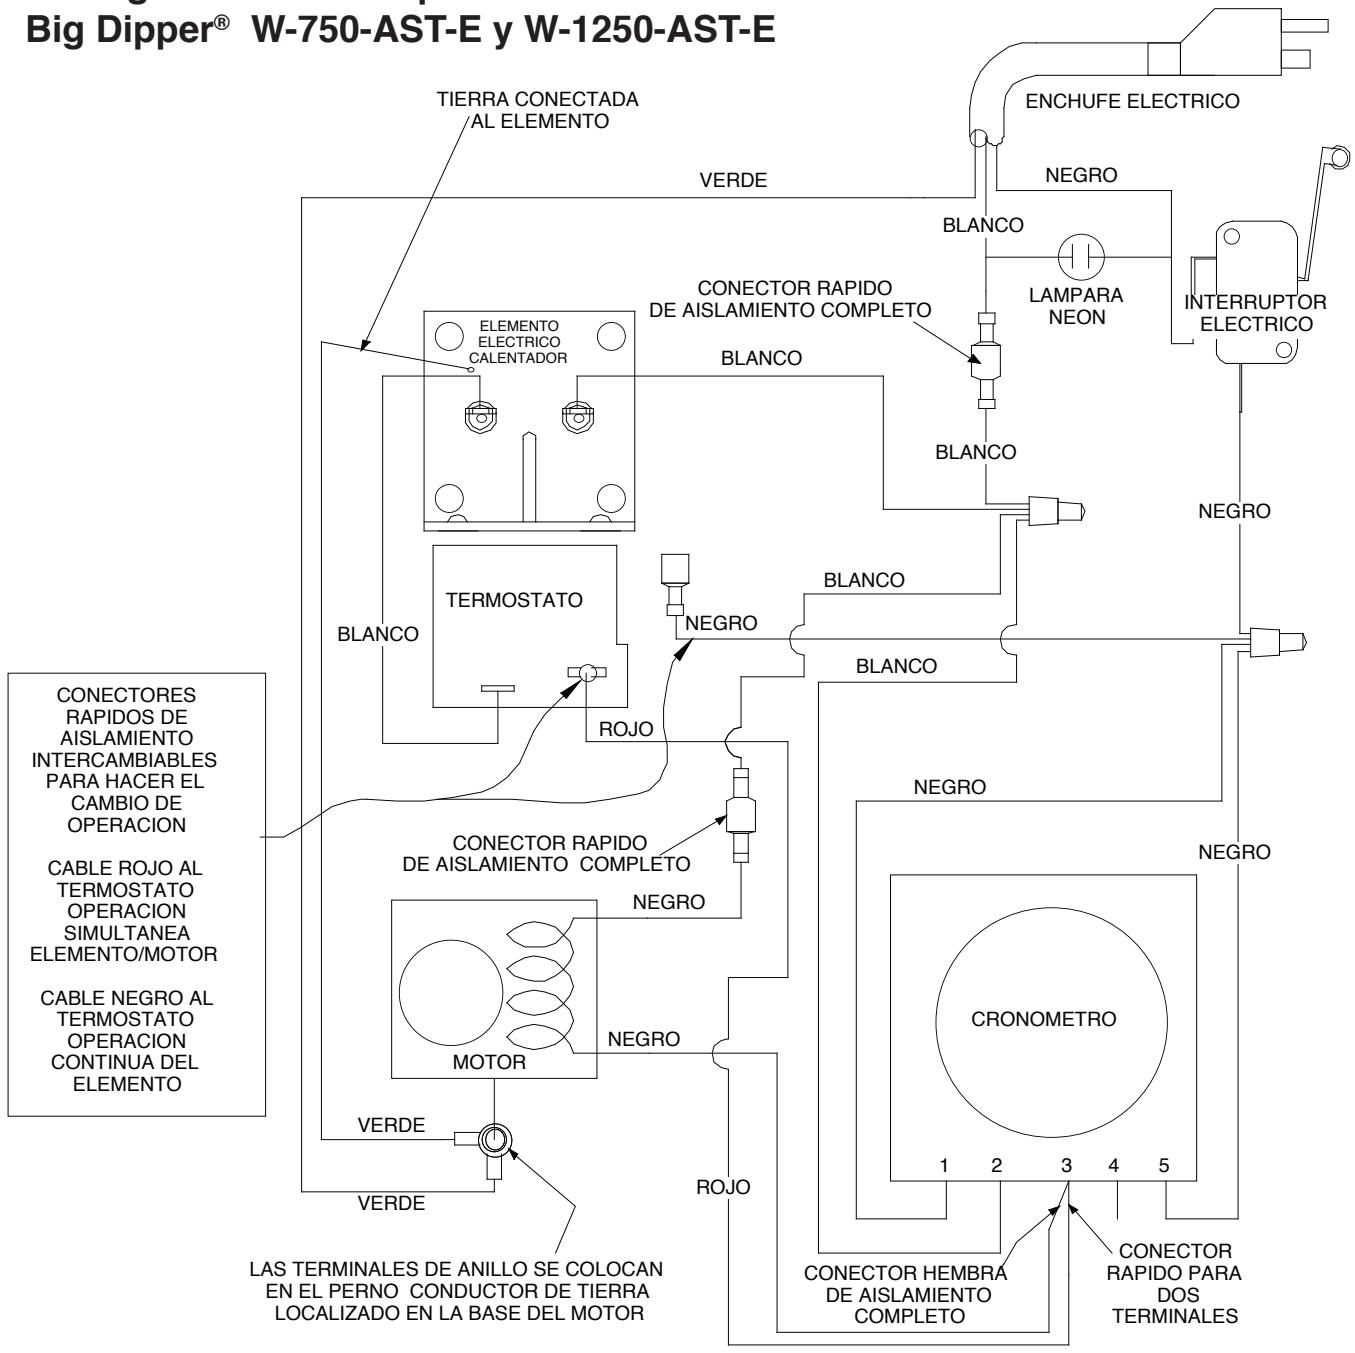 Big Dipper® W-750-AST-E y W-1250-AST-E
TIERRA CONECTADA
AL ELEMENTO
ENCHUFE ELECTRICO
VERDE
NEGRO
BLANCO
CONECTOR RAPIDO
DE AISLAMIENTO COMPLETO
LAMPARA
NEON
INTERRUPTOR
ELECTRICO
ELEMENTO
ELECTRICO
CALENTADOR
BLANCO
BLANCO
NEGRO
TERMOSTATO
BLANCO
NEGRO
BLANCO
BLANCO
ROJO
CONECTORES
RAPIDOS DE
AISLAMIENTO
INTERCAMBIABLES
PARA HACER EL
CAMBIO DE
OPERACION
CABLE ROJO AL
TERMOSTATO
OPERACION
SIMULTANEA
ELEMENTO/MOTOR
CABLE NEGRO AL
TERMOSTATO
OPERACION
CONTINUA DEL
ELEMENTO
NEGRO
CONECTOR RAPIDO
DE AISLAMIENTO COMPLETO
NEGRO
NEGRO
CRONOMETRO
NEGRO
MOTOR
VERDE
1 2 3 4 5
ROJO
VERDE
LAS TERMINALES DE ANILLO SE COLOCAN
EN EL PERNO CONDUCTOR DE TIERRA
LOCALIZADO EN LA BASE DEL MOTOR
CONECTOR HEMBRA
DE AISLAMIENTO
COMPLETO
CONECTOR
RAPIDO PARA
DOS
TERMINALES